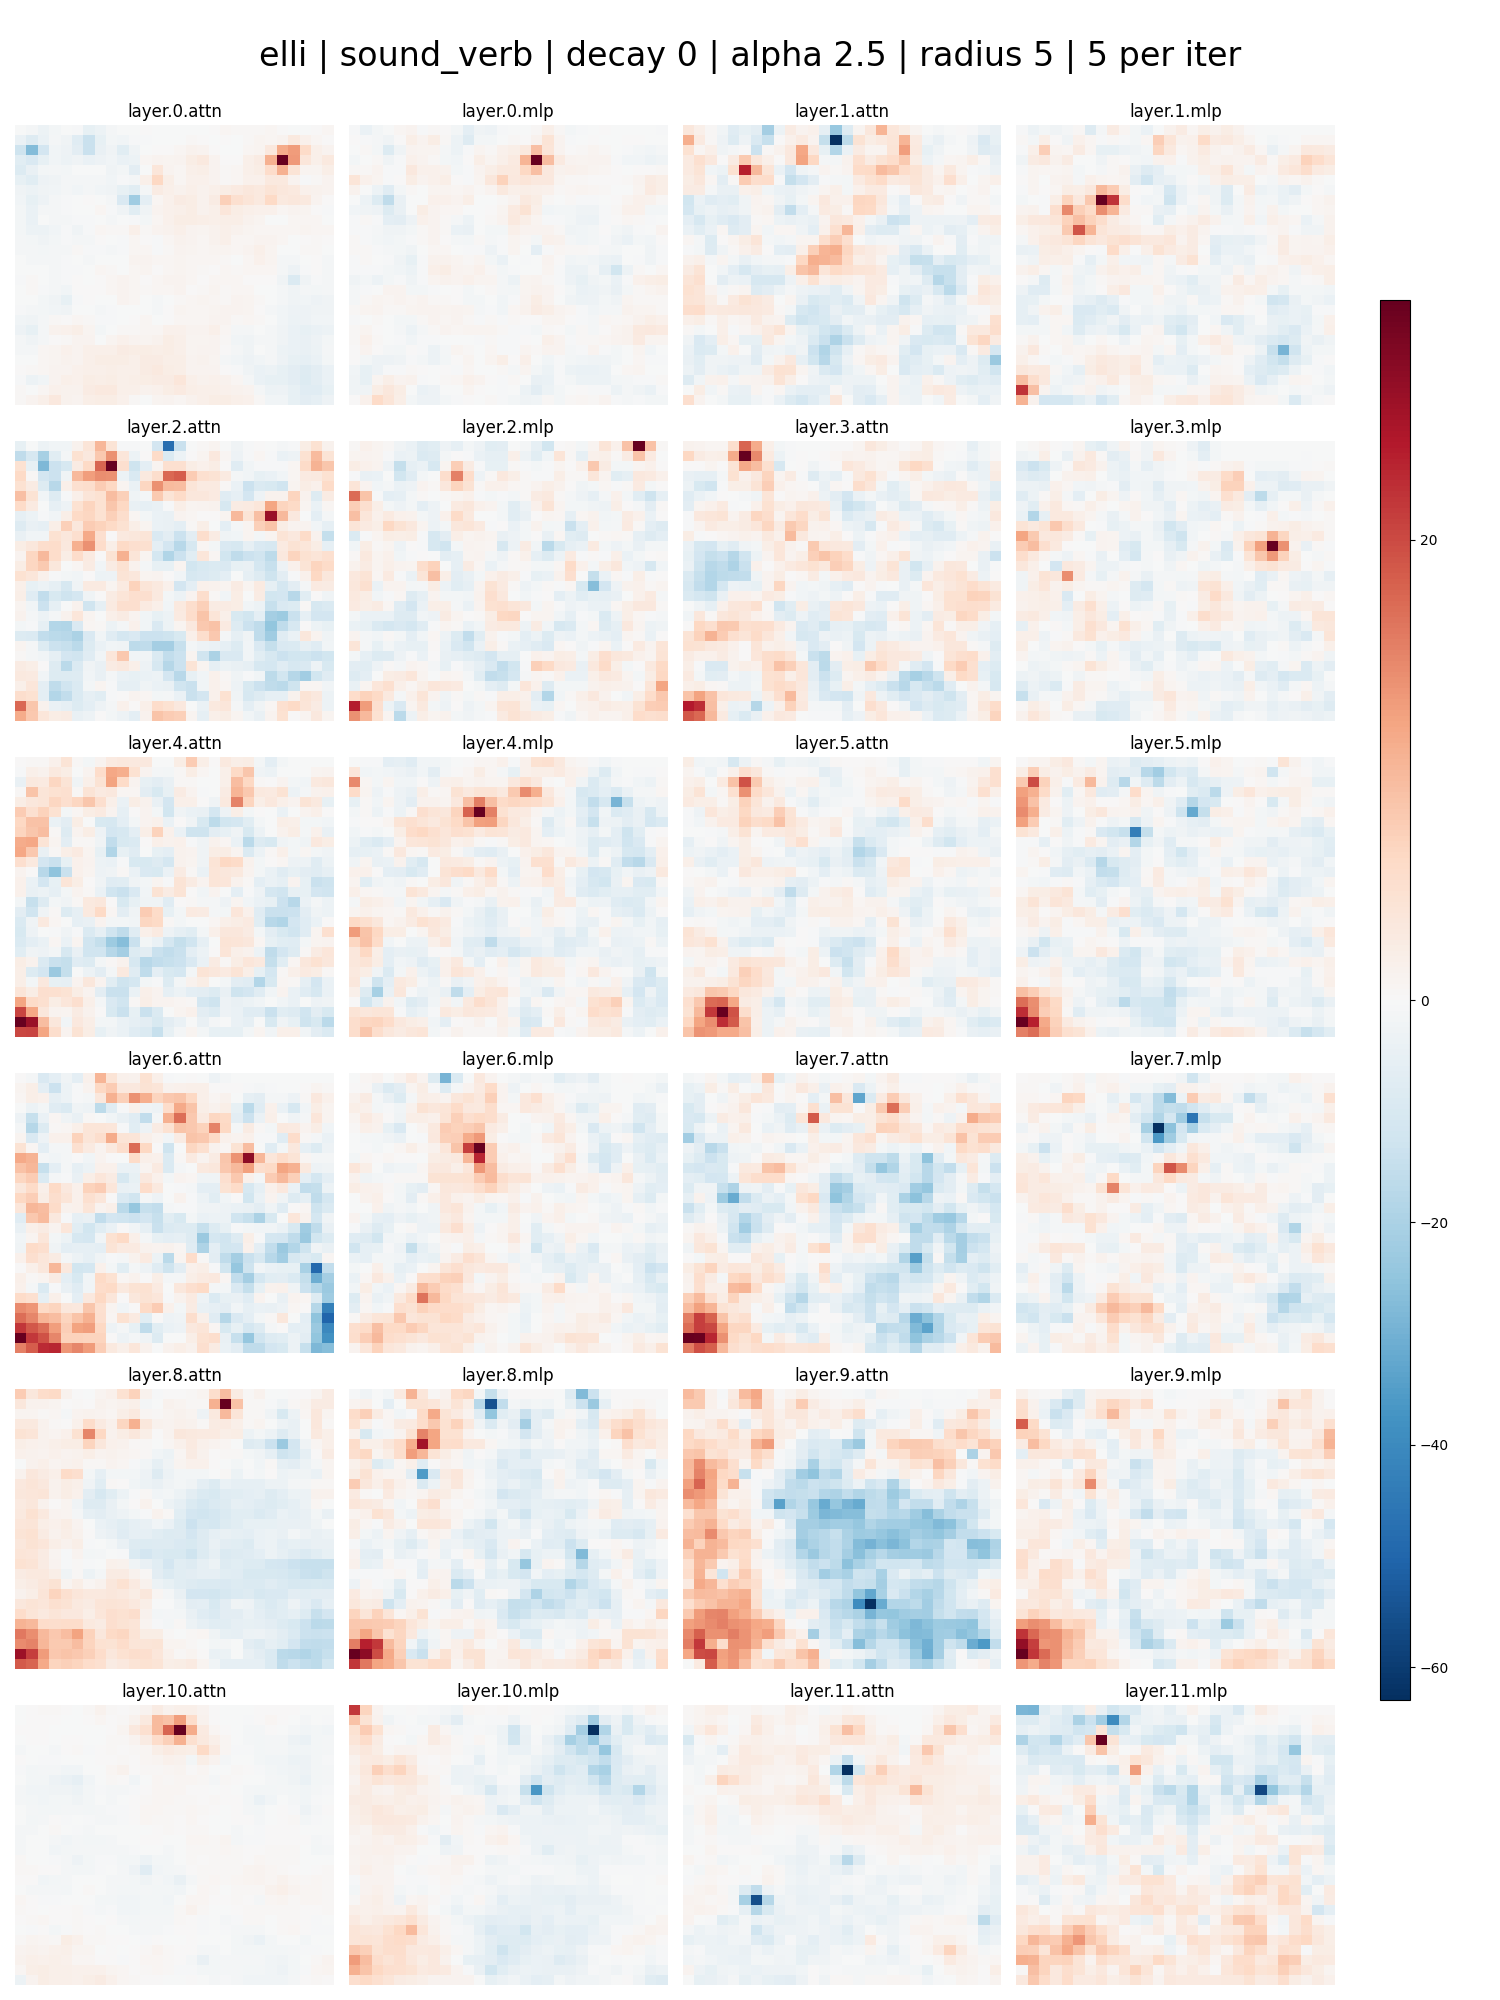 elli | sound_verb | decay 0 | alpha 2.5 | radius 5 | 5 per iter
layer.0.attn
layer.0.mlp
layer.1.attn
layer.1.mlp
layer.2.attn
layer.2.mlp
layer.3.attn
layer.3.mlp
layer.4.attn
layer.4.mlp
layer.5.attn
layer.5.mlp
layer.6.attn
layer.6.mlp
layer.7.attn
layer.7.mlp
layer.8.attn
layer.8.mlp
layer.9.attn
layer.9.mlp
layer.10.attn
layer.10.mlp
layer.11.attn
layer.11.mlp
20
0
−20
−40
−60